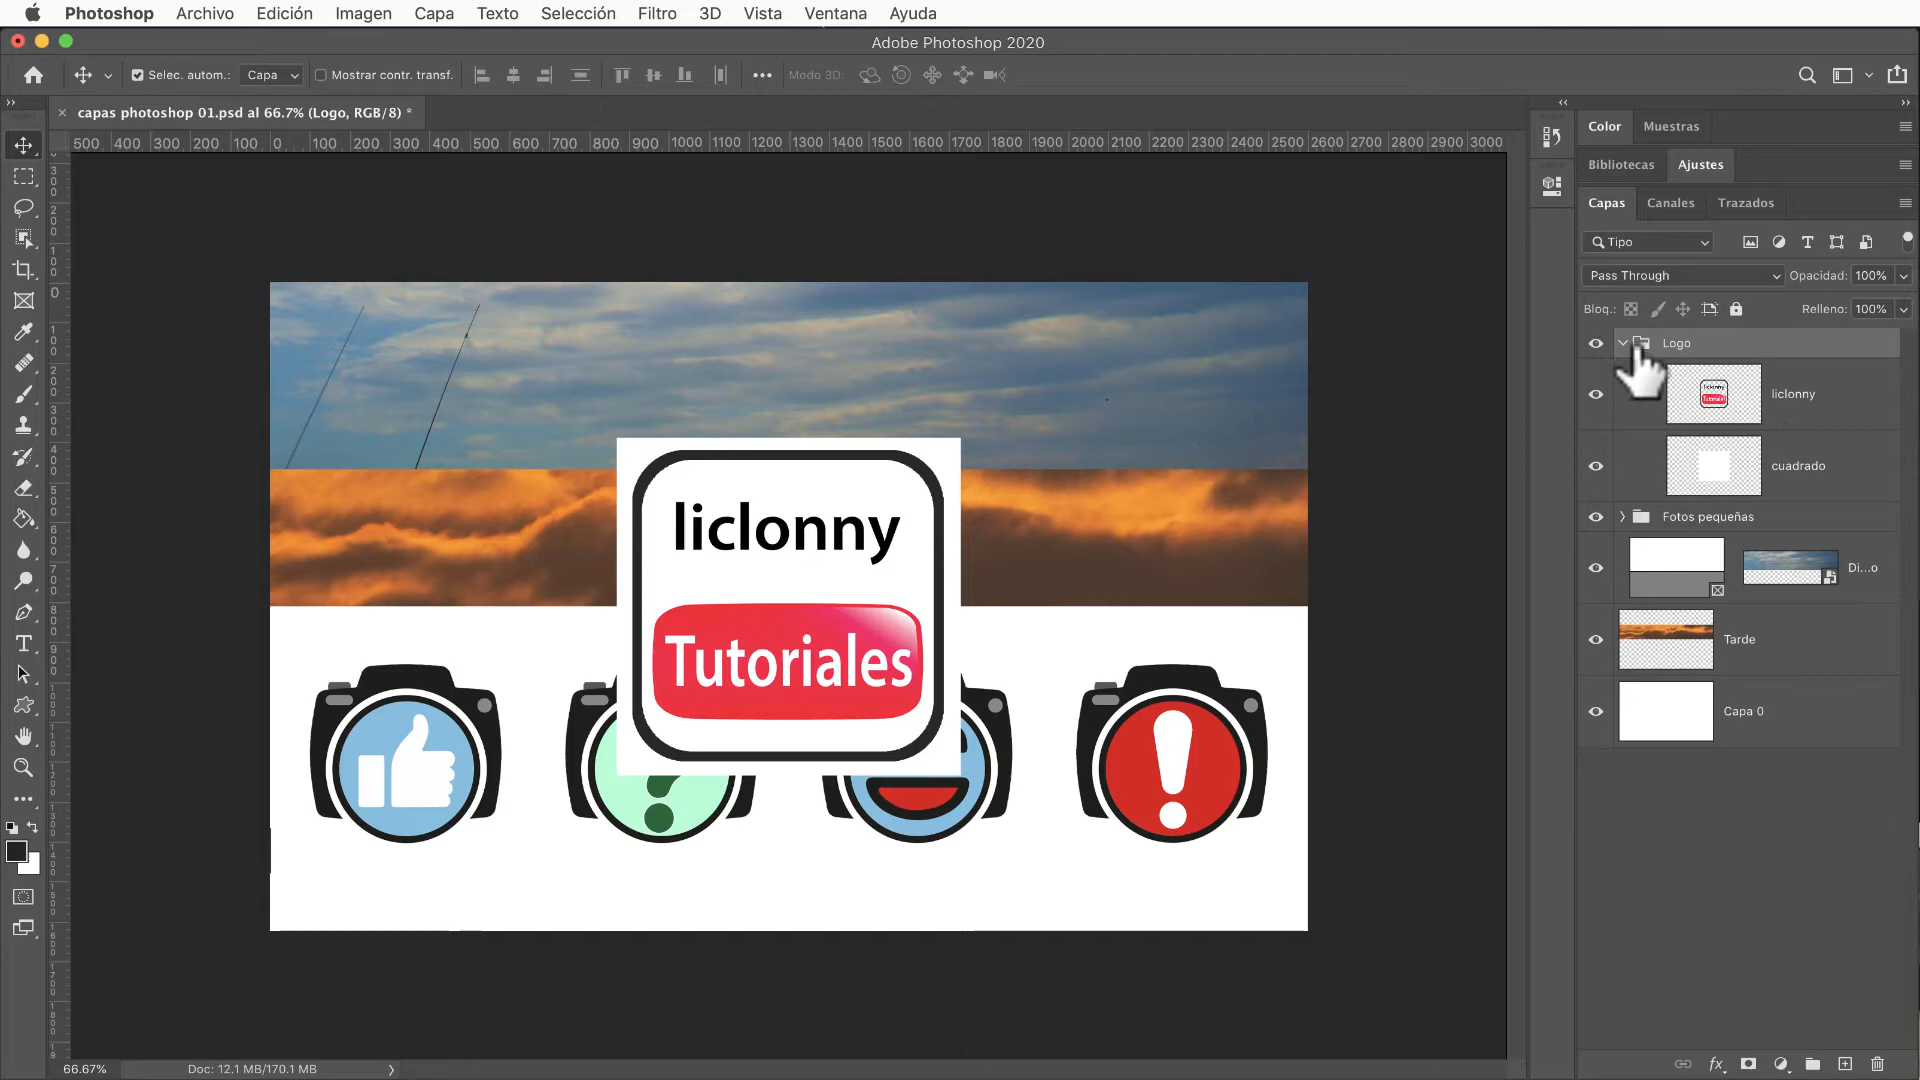 Photoshop Archivo Edición Imagen Capa Texto Selección Filtro 3D Vista Ventana Ayuda
Adobe Photoshop 2020
Selec. autom.: Capa Mostrar contr. transf. Modo 3D:
capas photoshop 01.psd al 66.7% (Logo, RGB/8) *
500 400 300 200 100 0 100 200 300 400 500 600 700 800 900 1000 1100 1200 1300 1400 1500 1600 1700 1800 1900 2000 2100 2200 2300 2400 2500 2600 2700 2800 2900 3000
Color Muestras
Bibliotecas Ajustes
Capas Canales Trazados
Tipo
Pass Through Opacidad: 100%
Bloq.: Relleno: 100%
Logo
liclonny
cuadrado
Fotos pequeñas
Di...o
Tarde
Capa 0
liclonny
Tutoriales
66.67% Doc: 12.1 MB/170.1 MB